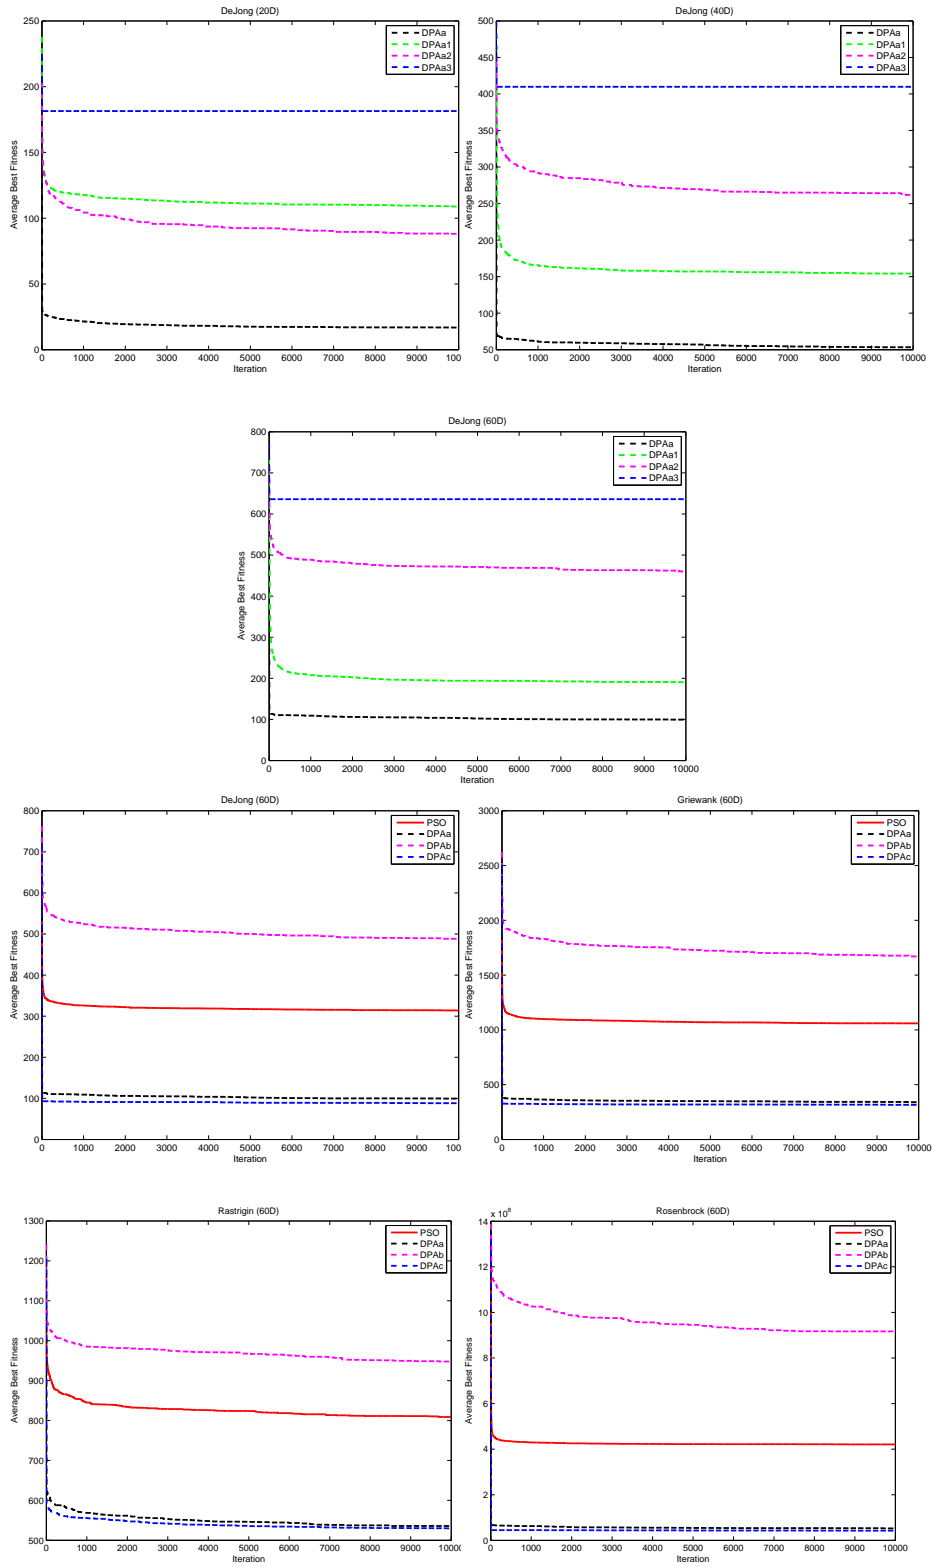 DeJong (20D)
250
200
150
100
50
0
Average Best Fitness
DPAa
DPAa1
DPAa2
DPAa3
0 1000 2000 3000 4000 5000 6000 7000 8000 9000 100
Iteration
DeJong (40D)
500
450
400
350
300
250
200
150
100
50
Average Best Fitness
DPAa
DPAa1
DPAa2
DPAa3
0 1000 2000 3000 4000 5000 6000 7000 8000 9000 10000
Iteration
DeJong (60D)
800
700
600
500
400
300
200
100
0
Average Best Fitness
DPAa
DPAa1
DPAa2
DPAa3
0 1000 2000 3000 4000 5000 6000 7000 8000 9000 10000
Iteration
DeJong (60D)
800
700
600
500
400
300
200
100
0
Average Best Fitness
PSO
DPAa
DPAb
DPAc
0 1000 2000 3000 4000 5000 6000 7000 8000 9000 100
Iteration
Griewank (60D)
3000
2500
2000
1500
1000
500
0
Average Best Fitness
PSO
DPAa
DPAb
DPAc
0 1000 2000 3000 4000 5000 6000 7000 8000 9000 10000
Iteration
Rastrigin (60D)
1300
1200
1100
1000
900
800
700
600
500
Average Best Fitness
PSO
DPAa
DPAb
DPAc
0 1000 2000 3000 4000 5000 6000 7000 8000 9000 10000
Iteration
Rosenbrock (60D)
x 10^8
14
12
10
8
6
4
2
0
Average Best Fitness
PSO
DPAa
DPAb
DPAc
0 1000 2000 3000 4000 5000 6000 7000 8000 9000 10000
Iteration